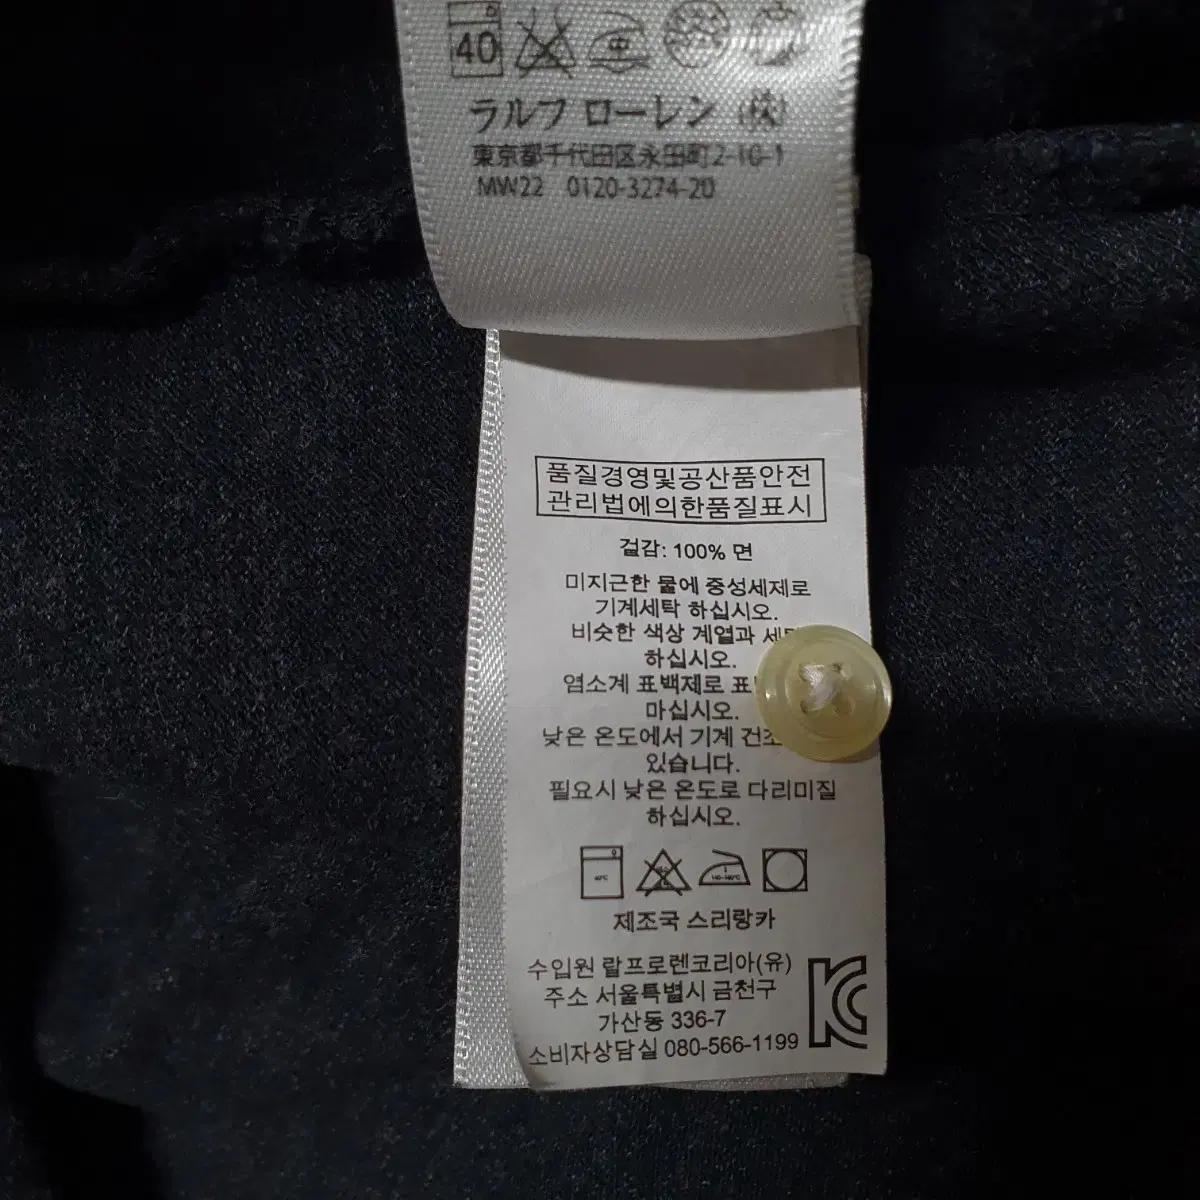 40
ラルフ ローレン (株)
東京都千代田区永田町2-10-1
MW22 0120-3274-20
품질경영및공산품안전
관리법에의한품질표시
겉감: 100% 면
미지근한 물에 중성세제로
기계세탁 하십시오.
비슷한 색상 계열과
하십시오.
염소계 표백제로
마십시오.
낮은 온도에서 기계
있습니다.
필요시 낮은 온도로 다리미질
하십시오.
제조국 스리랑카
수입원 랄프로렌코리아(유)
주소 서울특별시 금천구
가산동 336-7
소비자상담실 080-566-1199